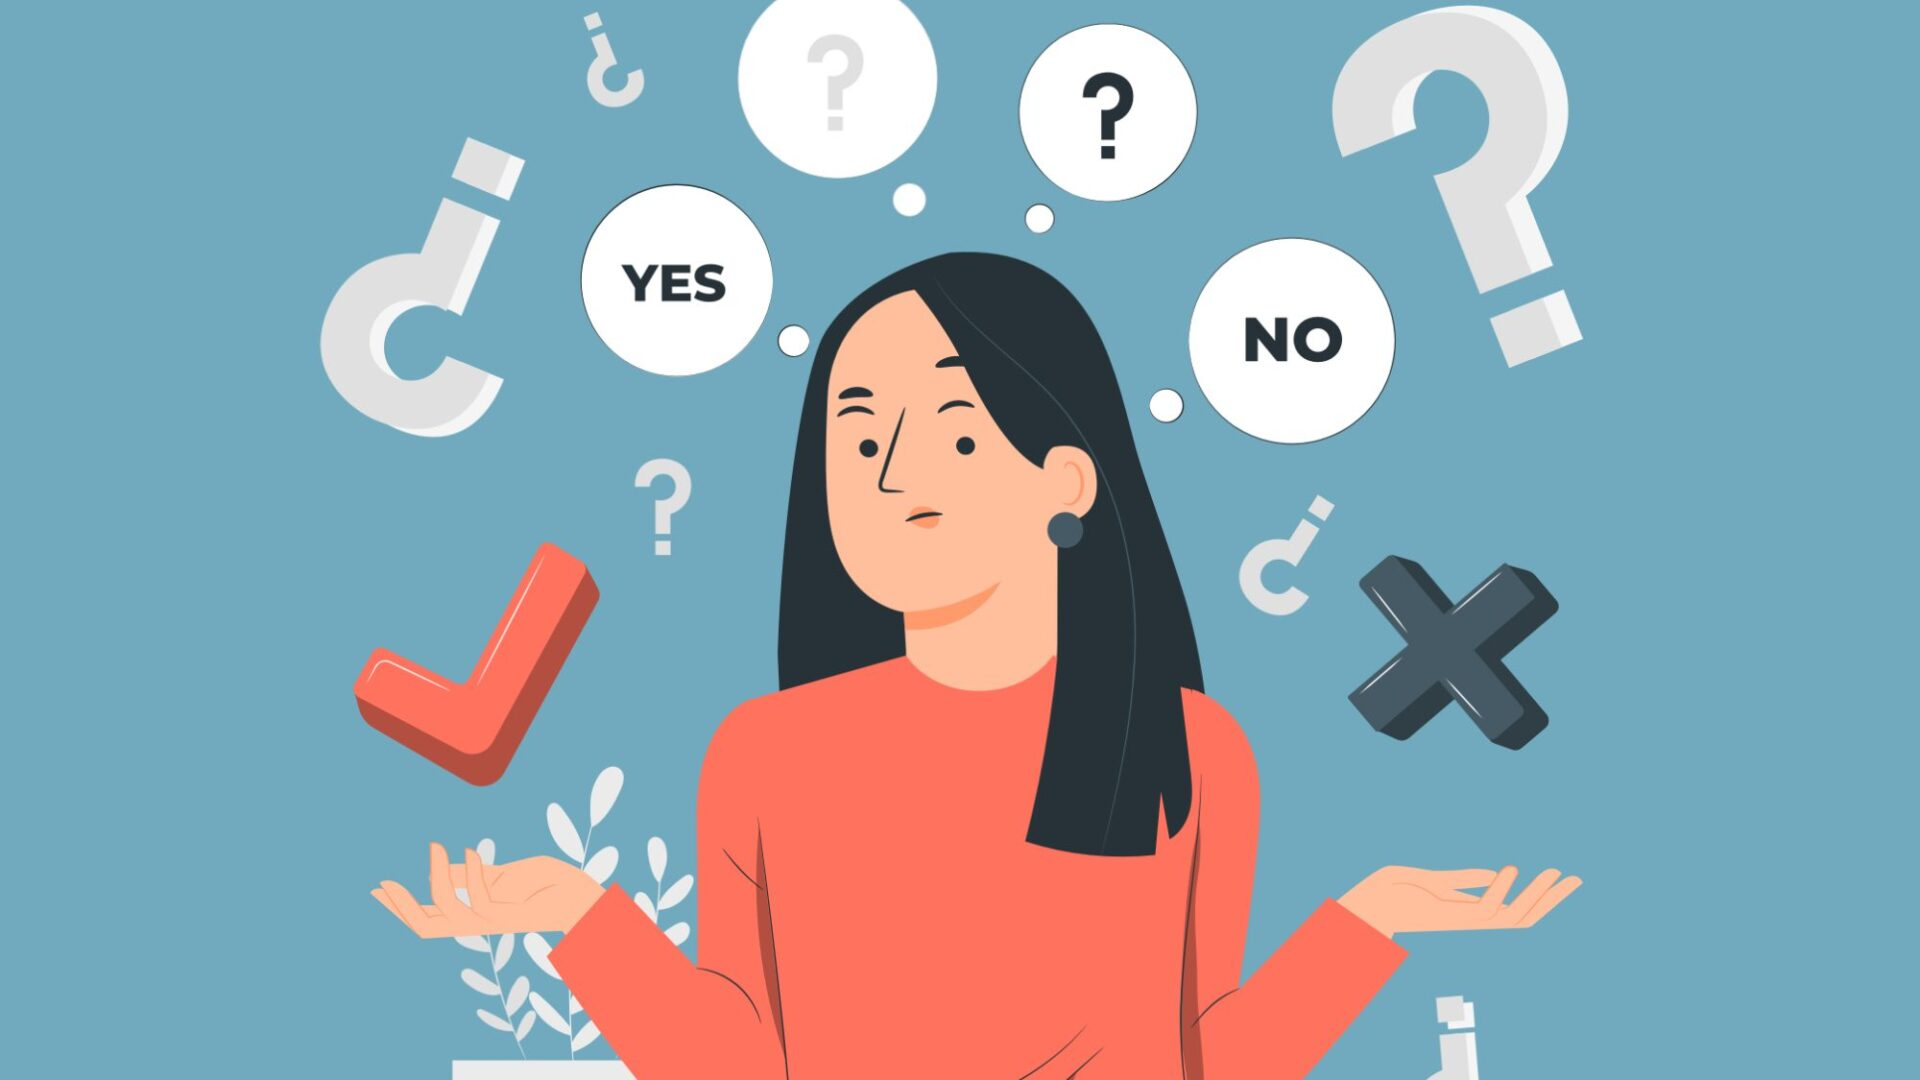 ?
?
YES
NO